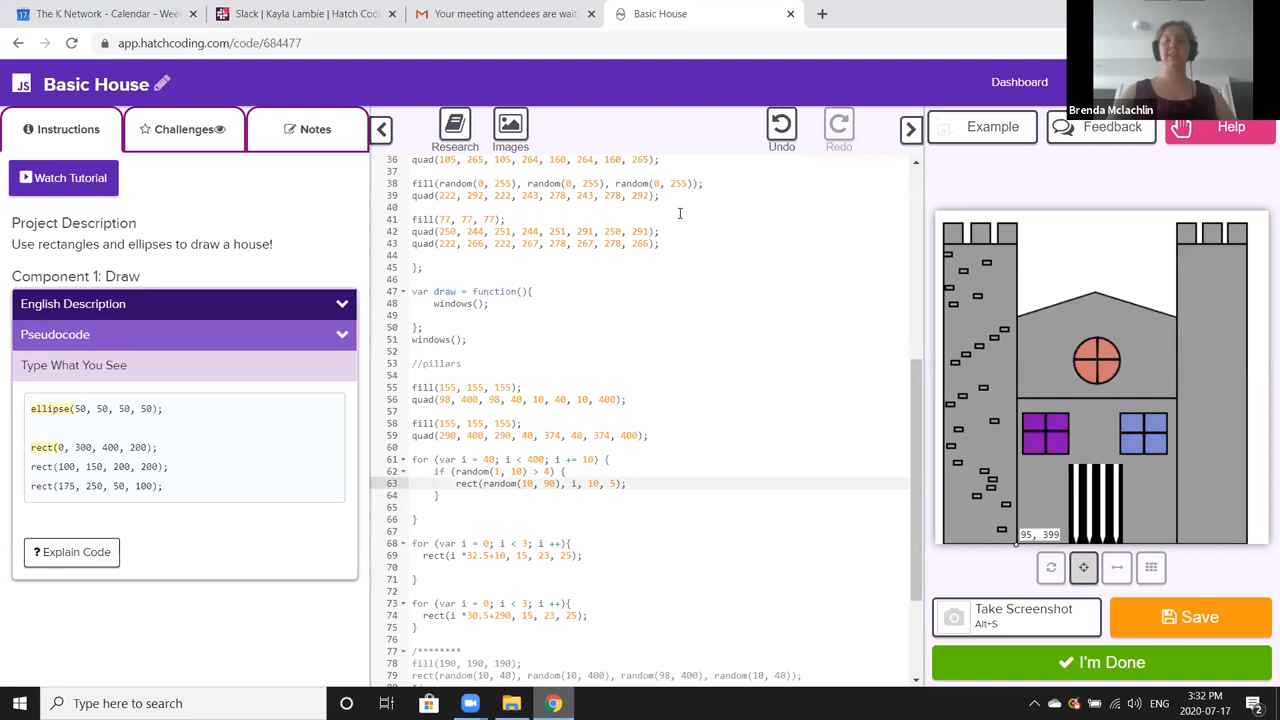 The K Network - Calendar - Wee
Slack | Kayla Lambie | Hatch Cod
Your meeting attendees are wait
Basic House
app.hatchcoding.com/code/684477
JS Basic House
Dashboard
Brenda Mclachlin
Instructions
Challenges
Notes
Research
Images
Undo
Redo
Example
Feedback
Help
Watch Tutorial
Project Description
Use rectangles and ellipses to draw a house!
Component 1: Draw
English Description
Pseudocode
Type What You See
ellipse(50, 50, 50, 50);
rect(0, 300, 400, 200);
rect(100, 150, 200, 200);
rect(175, 250, 50, 100);
? Explain Code
36 quad(105, 265, 105, 264, 160, 264, 160, 265);
37
38 fill(random(0, 255), random(0, 255), random(0, 255));
39 quad(222, 292, 222, 243, 278, 243, 278, 292);
40
41 fill(77, 77, 77);
42 quad(250, 244, 251, 244, 251, 291, 250, 291);
43 quad(222, 266, 222, 267, 278, 267, 278, 266);
44
45 };
46
47 var draw = function(){
48 windows();
49
50 };
51 windows();
52
53 //pillars
54
55 fill(155, 155, 155);
56 quad(98, 400, 98, 40, 10, 40, 10, 400);
57
58 fill(155, 155, 155);
59 quad(290, 400, 290, 40, 374, 40, 374, 400);
60
61 for (var i = 40; i < 400; i += 10) {
62 if (random(1, 10) > 4) {
63 rect(random(10, 90), i, 10, 5);
64 }
65
66 }
67
68 for (var i = 0; i < 3; i ++){
69 rect(i *32.5+10, 15, 23, 25);
70
71 }
72
73 for (var i = 0; i < 3; i ++){
74 rect(i *30.5+290, 15, 23, 25);
75 }
76
77 /********
78 fill(190, 190, 190);
79 rect(random(10, 40), random(10, 400), random(98, 400), random(10, 40));
95, 399
Take Screenshot
Alt+S
Save
I'm Done
Type here to search
ENG
3:32 PM
2020-07-17
2